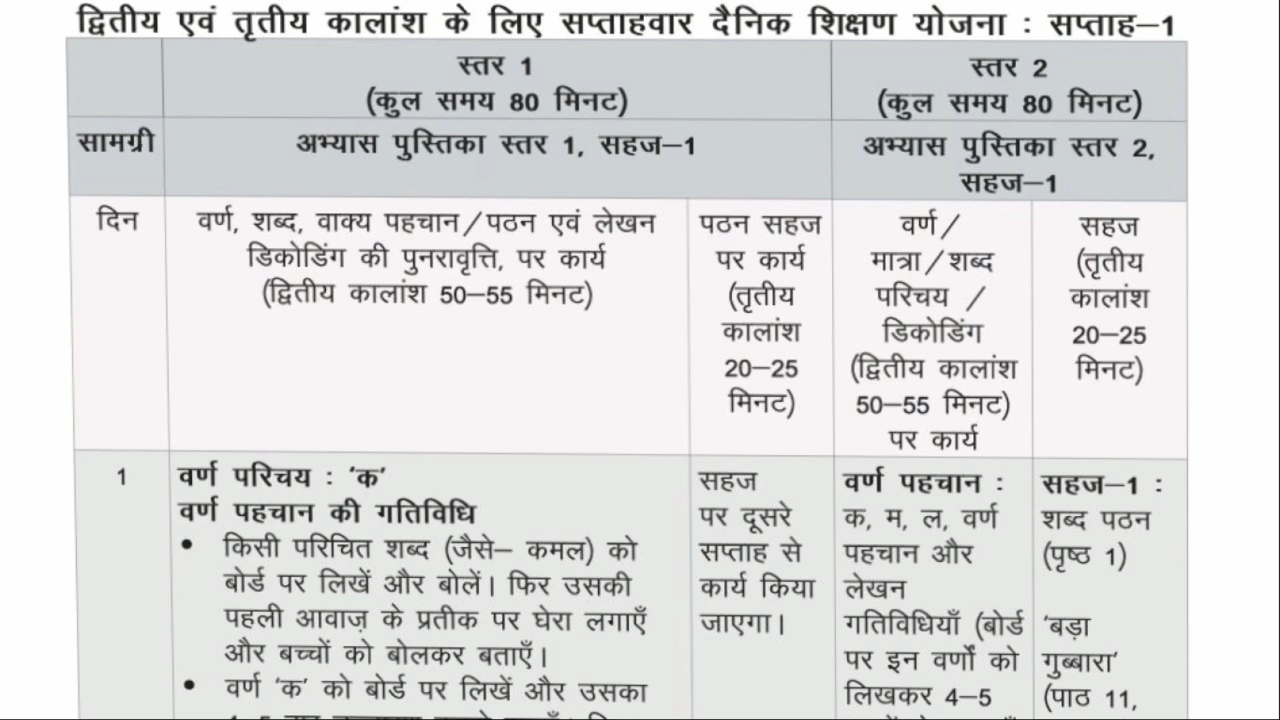 द्वितीय एवं तृतीय कालांश के लिए सप्ताहवार दैनिक शिक्षण योजना : सप्ताह–1
स्तर 1
(कुल समय 80 मिनट)
स्तर 2
(कुल समय 80 मिनट)
सामग्री
अभ्यास पुस्तिका स्तर 1, सहज–1
अभ्यास पुस्तिका स्तर 2,
सहज–1
दिन
वर्ण, शब्द, वाक्य पहचान/पठन एवं लेखन
डिकोडिंग की पुनरावृत्ति, पर कार्य
(द्वितीय कालांश 50–55 मिनट)
पठन सहज
पर कार्य
(तृतीय
कालांश
20–25
मिनट)
वर्ण/
मात्रा/शब्द
परिचय /
डिकोडिंग
(द्वितीय कालांश
50–55 मिनट)
पर कार्य
सहज
(तृतीय
कालांश
20–25
मिनट)
1
वर्ण परिचय : 'क'
वर्ण पहचान की गतिविधि
• किसी परिचित शब्द (जैसे– कमल) को
बोर्ड पर लिखें और बोलें। फिर उसकी
पहली आवाज़ के प्रतीक पर घेरा लगाएँ
और बच्चों को बोलकर बताएँ।
• वर्ण 'क' को बोर्ड पर लिखें और उसका
सहज
पर दूसरे
सप्ताह से
कार्य किया
जाएगा।
वर्ण पहचान :
क, म, ल, वर्ण
पहचान और
लेखन
गतिविधियाँ (बोर्ड
पर इन वर्णों को
लिखकर 4–5
सहज–1 :
शब्द पठन
(पृष्ठ 1)
'बड़ा
गुब्बारा'
(पाठ 11,